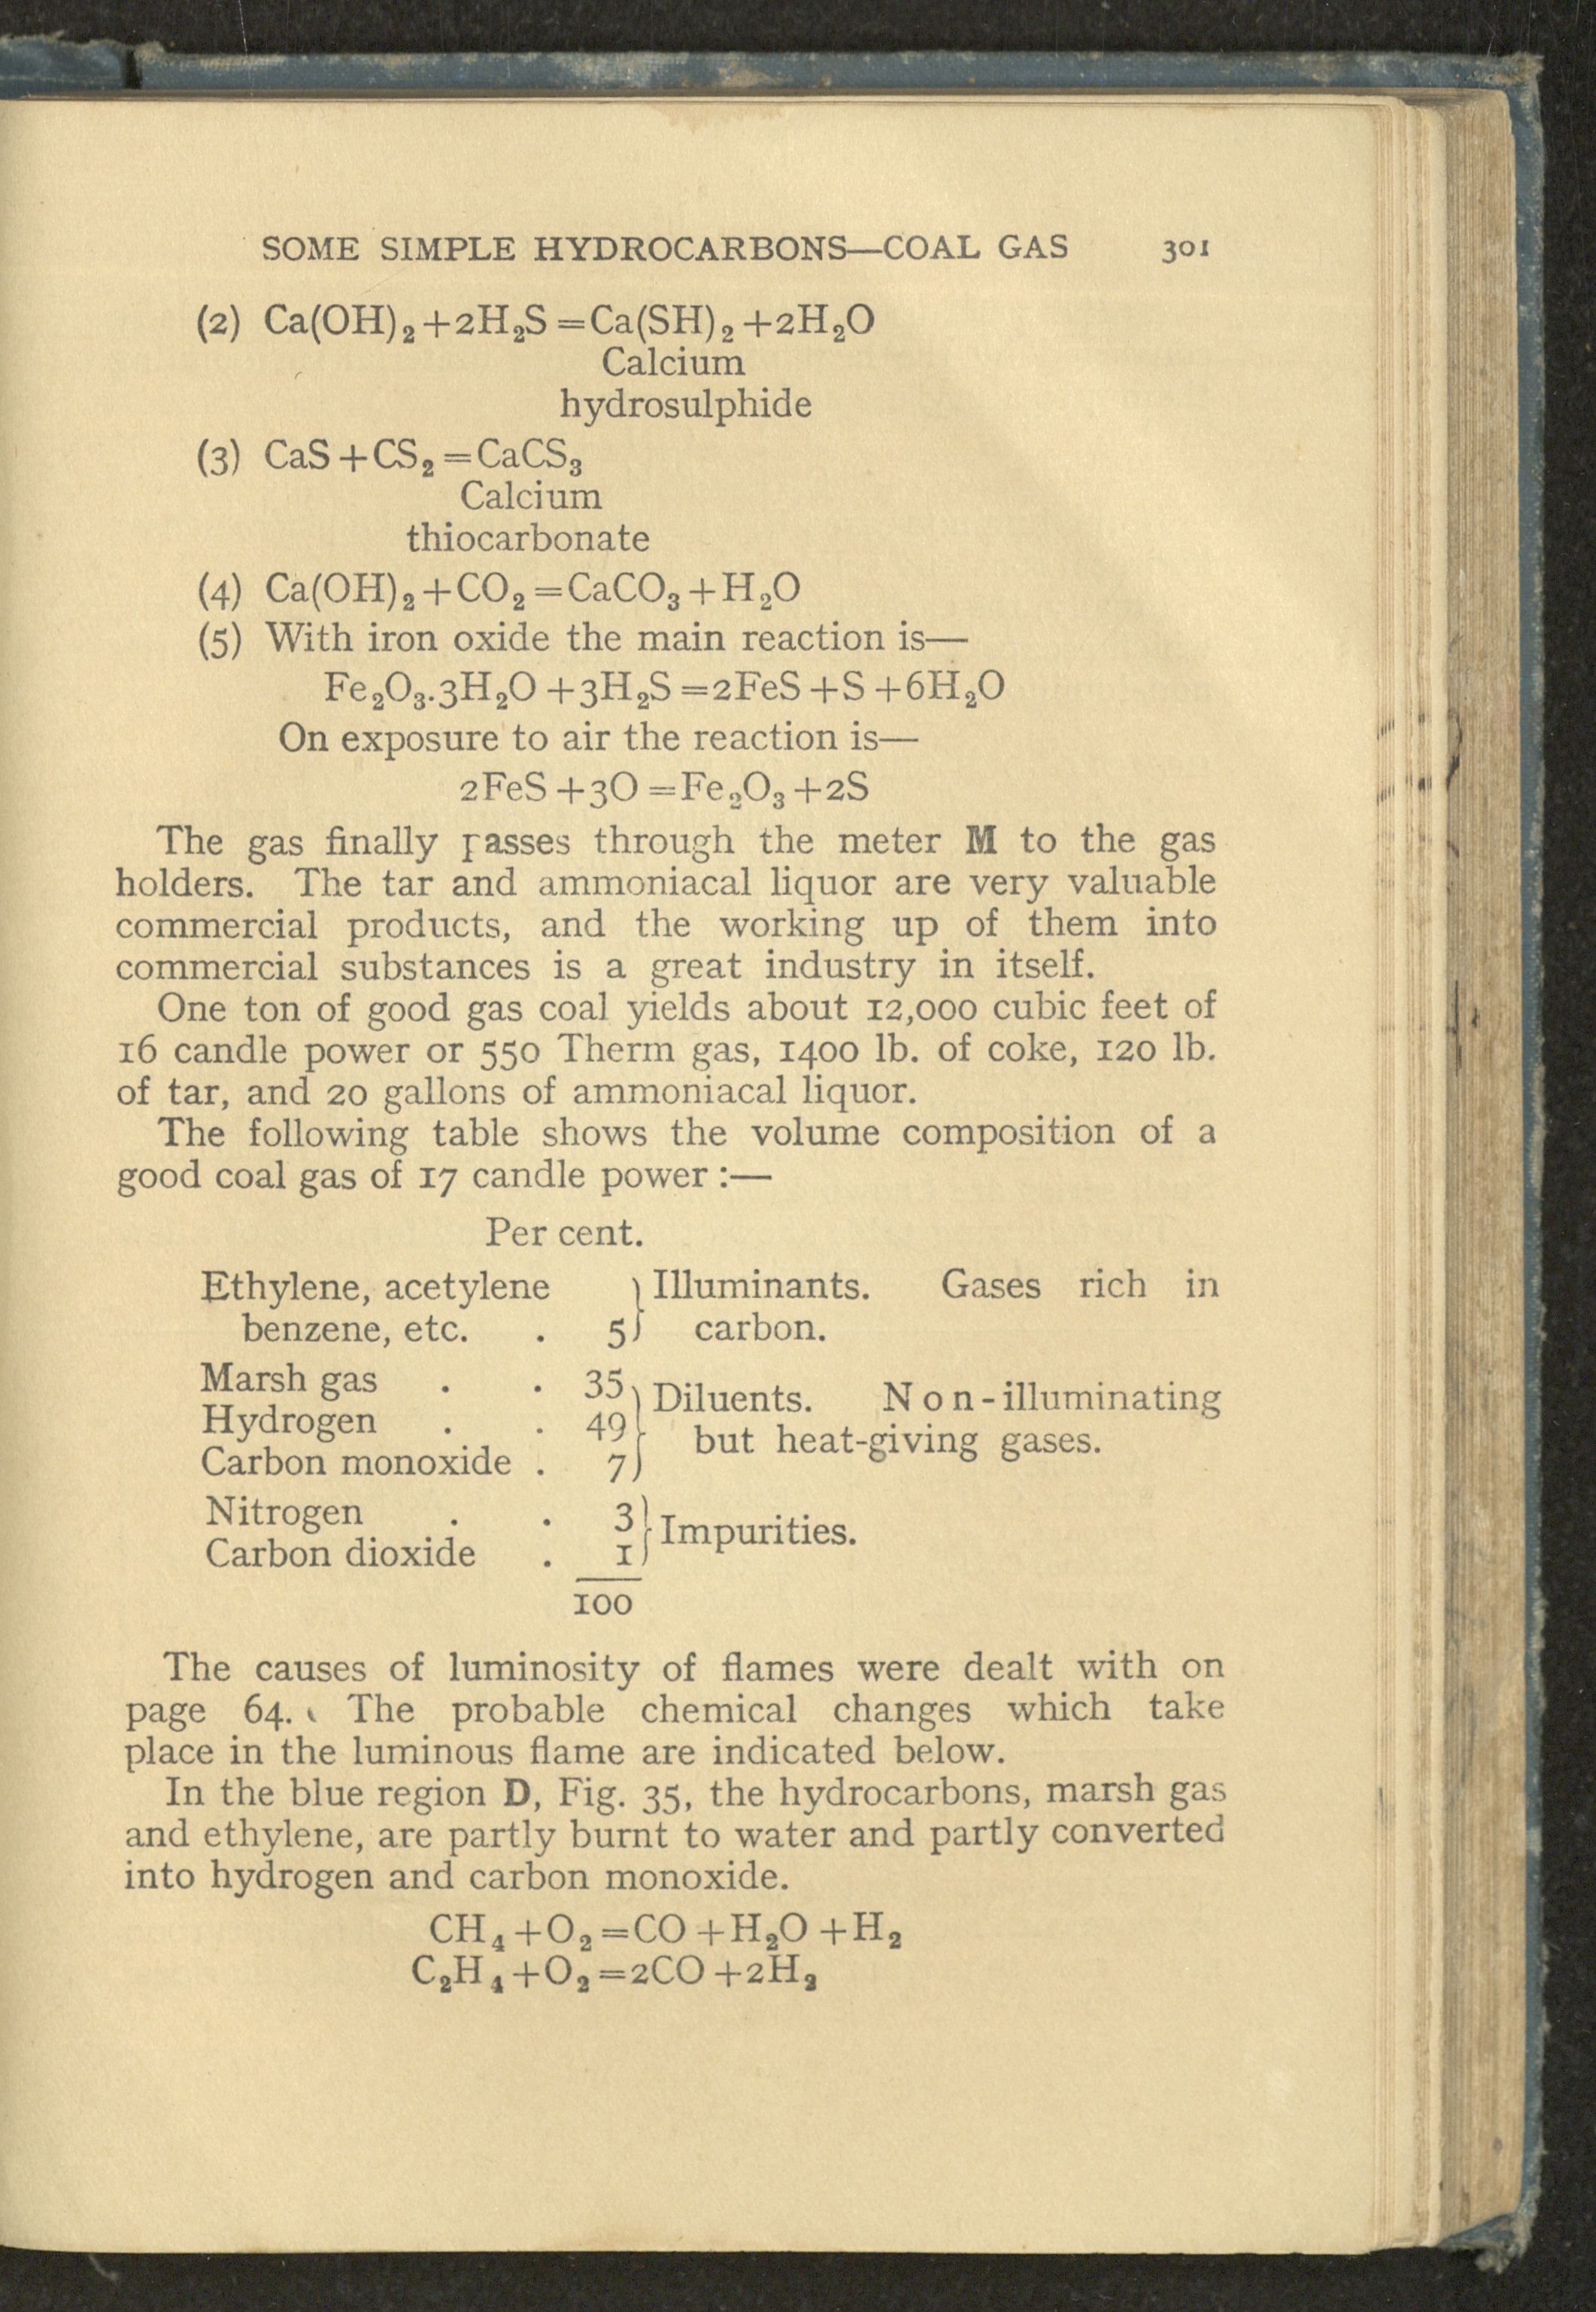 SOME SIMPLE HYDROCARBONS—COAL GAS 301
(2) Ca(OH)₂+2H₂S=Ca(SH)₂+2H₂O
Calcium
hydrosulphide
(3) CaS+CS₂=CaCS₃
Calcium
thiocarbonate
(4) Ca(OH)₂+CO₂=CaCO₃+H₂O
(5) With iron oxide the main reaction is—
Fe₂O₃.3H₂O+3H₂S=2FeS+S+6H₂O
On exposure to air the reaction is—
2FeS+3O=Fe₂O₃+2S
The gas finally passes through the meter M to the gas
holders. The tar and ammoniacal liquor are very valuable
commercial products, and the working up of them into
commercial substances is a great industry in itself.
One ton of good gas coal yields about 12,000 cubic feet of
16 candle power or 550 Therm gas, 1400 lb. of coke, 120 lb.
of tar, and 20 gallons of ammoniacal liquor.
The following table shows the volume composition of a
good coal gas of 17 candle power :—
Per cent.
Ethylene, acetylene } Illuminants. Gases rich in
benzene, etc. . 5 } carbon.
Marsh gas . . 35
Diluents. Non-illuminating
Hydrogen . . 49
but heat-giving gases.
Carbon monoxide . 7
Nitrogen . . 3
Impurities.
Carbon dioxide . 1
100
The causes of luminosity of flames were dealt with on
page 64. The probable chemical changes which take
place in the luminous flame are indicated below.
In the blue region D, Fig. 35, the hydrocarbons, marsh gas
and ethylene, are partly burnt to water and partly converted
into hydrogen and carbon monoxide.
CH₄+O₂=CO+H₂O+H₂
C₂H₄+O₂=2CO+2H₂